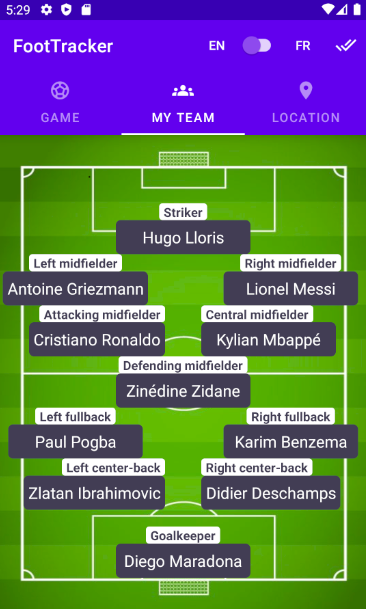 5:29
FootTracker EN FR
GAME MY TEAM LOCATION
Striker
Hugo Lloris
Left midfielder Right midfielder
Antoine Griezmann Lionel Messi
Attacking midfielder Central midfielder
Cristiano Ronaldo Kylian Mbappé
Defending midfielder
Zinédine Zidane
Left fullback Right fullback
Paul Pogba Karim Benzema
Left center-back Right center-back
Zlatan Ibrahimovic Didier Deschamps
Goalkeeper
Diego Maradona